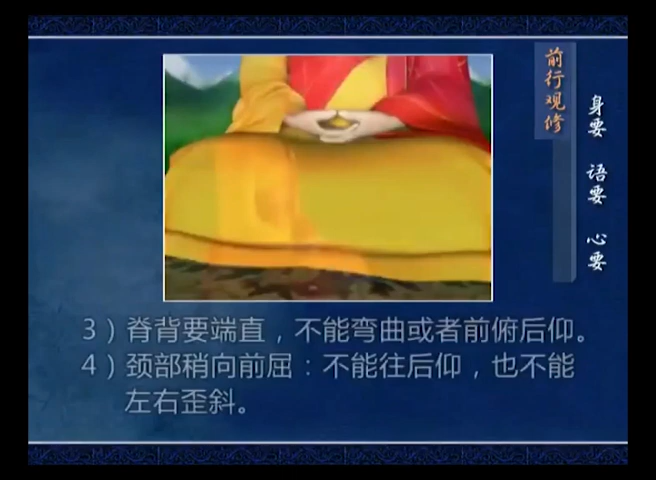 前行观修
身要 语要 心要
3）脊背要端直，不能弯曲或者前俯后仰。
4）颈部稍向前屈：不能往后仰，也不能
左右歪斜。